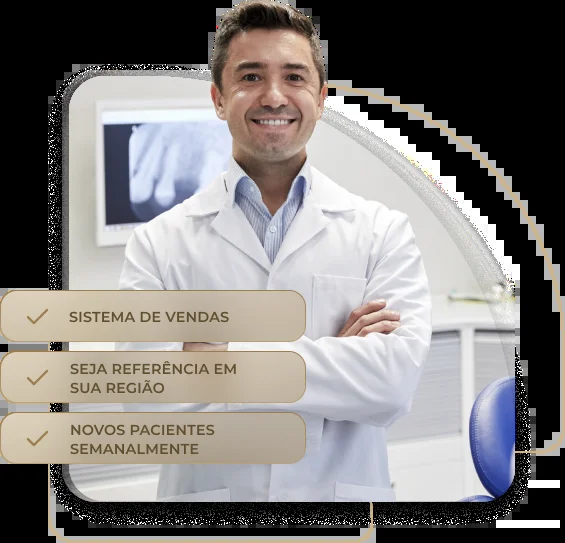 SISTEMA DE VENDAS
SEJA REFERÊNCIA EM
SUA REGIÃO
NOVOS PACIENTES
SEMANALMENTE